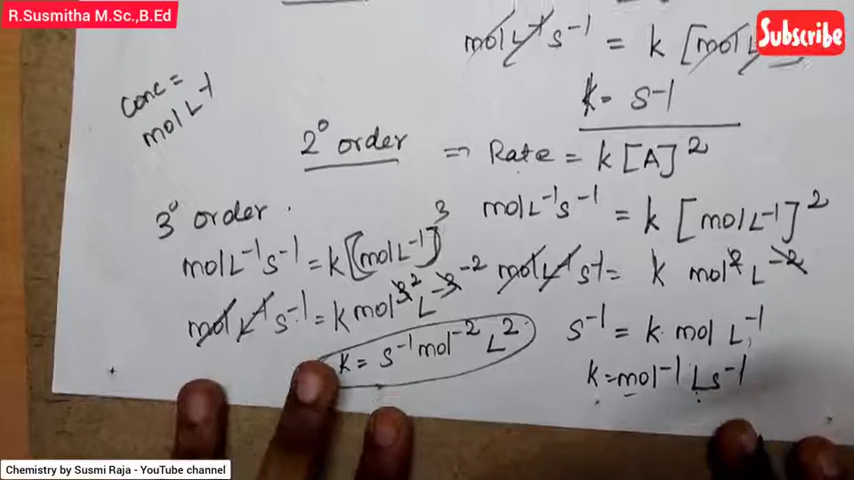 R.Susmitha M.Sc.,B.Ed
Subscribe
mol L⁻¹ s⁻¹ = k [mol L
k = s⁻¹
conc =
mol L⁻¹
2° order ⇒ Rate = k [A]²
mol L⁻¹ s⁻¹ = k [mol L⁻¹]²
mol L⁻¹ s⁻¹ = k mol² L⁻²
s⁻¹ = k mol L⁻¹
k = mol⁻¹ L s⁻¹
3° order
mol L⁻¹ s⁻¹ = k [mol L⁻¹]³
mol L⁻¹ s⁻¹ = k mol³ ² L⁻³ ⁻²
k = s⁻¹ mol⁻² L²
Chemistry by Susmi Raja - YouTube channel